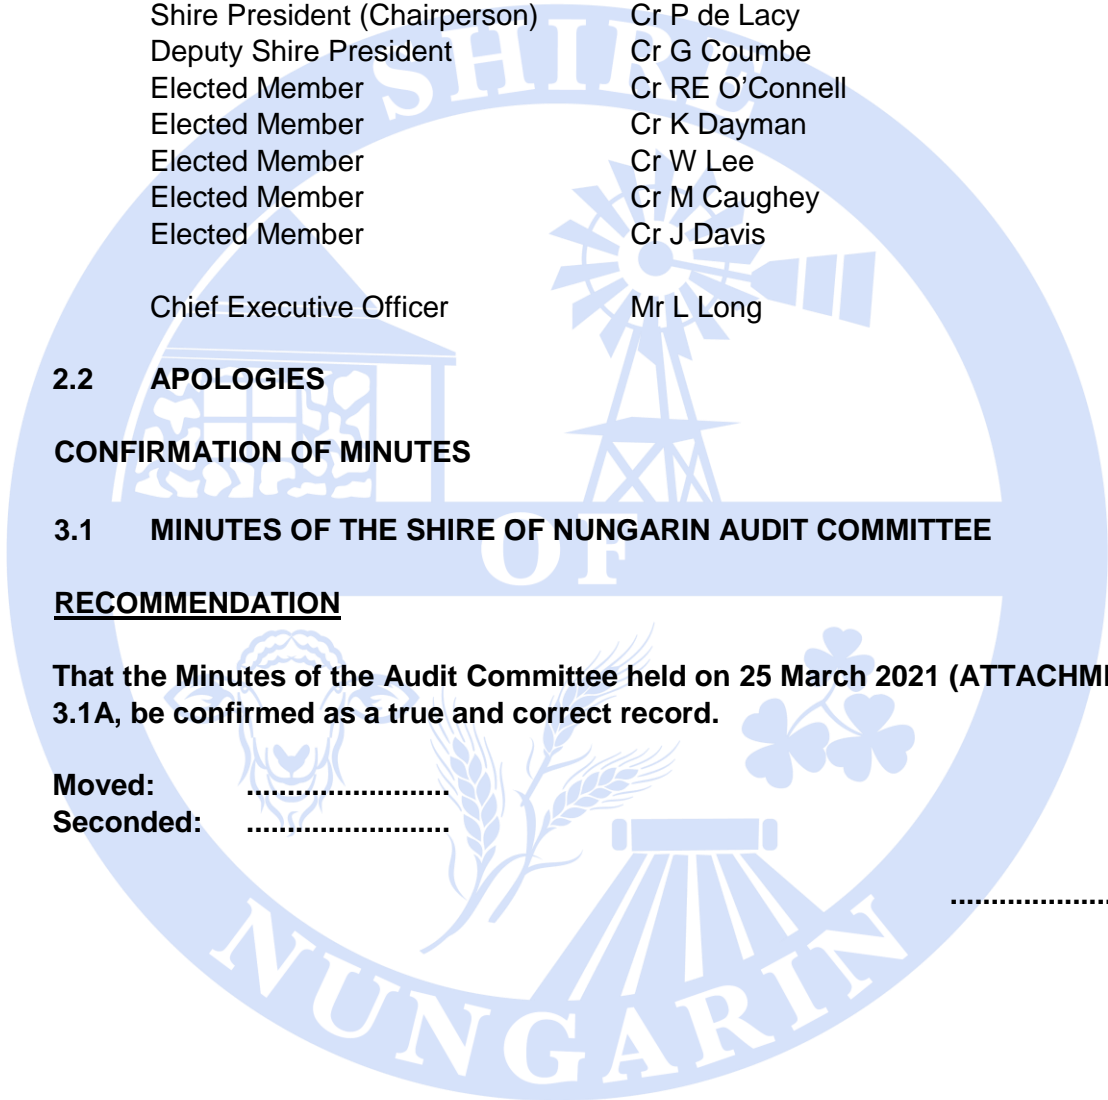 Shire President (Chairperson) Cr P de Lacy
Deputy Shire President Cr G Coumbe
Elected Member Cr RE O’Connell
Elected Member Cr K Dayman
Elected Member Cr W Lee
Elected Member Cr M Caughey
Elected Member Cr J Davis
Chief Executive Officer Mr L Long
2.2 APOLOGIES
CONFIRMATION OF MINUTES
3.1 MINUTES OF THE SHIRE OF NUNGARIN AUDIT COMMITTEE
RECOMMENDATION
That the Minutes of the Audit Committee held on 25 March 2021 (ATTACHM
3.1A, be confirmed as a true and correct record.
Moved: .........................
Seconded: .........................
....................
SHIRE
OF
NUNGARIN